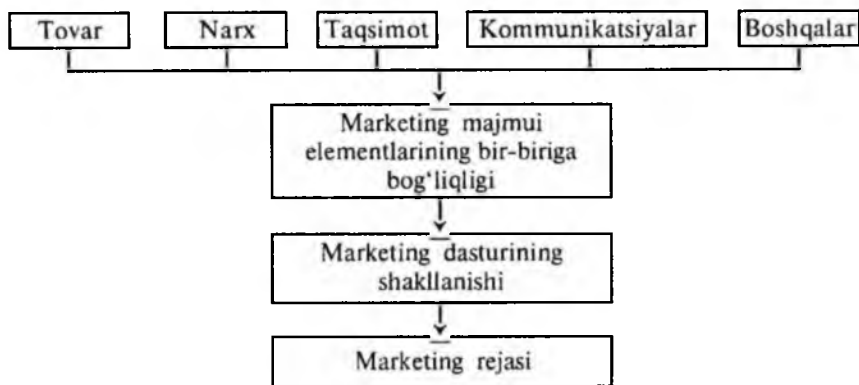 Tovar
Narx
Taqsimot
Kommunikatsiyalar
Boshqalar
Marketing majmui
elementlarining bir-biriga
bog‘liqligi
Marketing dasturining
shakllanishi
Marketing rejasi